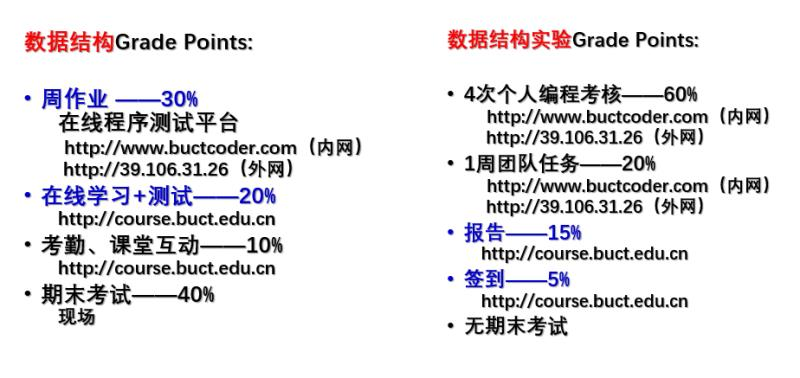 数据结构Grade Points:
• 周作业 ——30%
在线程序测试平台
http://www.buctcoder.com（内网）
http://39.106.31.26（外网）
• 在线学习+测试——20%
http://course.buct.edu.cn
• 考勤、课堂互动——10%
http://course.buct.edu.cn
• 期末考试——40%
现场
数据结构实验Grade Points:
• 4次个人编程考核——60%
http://www.buctcoder.com（内网）
http://39.106.31.26（外网）
• 1周团队任务——20%
http://www.buctcoder.com（内网）
http://39.106.31.26（外网）
• 报告——15%
http://course.buct.edu.cn
• 签到——5%
http://course.buct.edu.cn
• 无期末考试